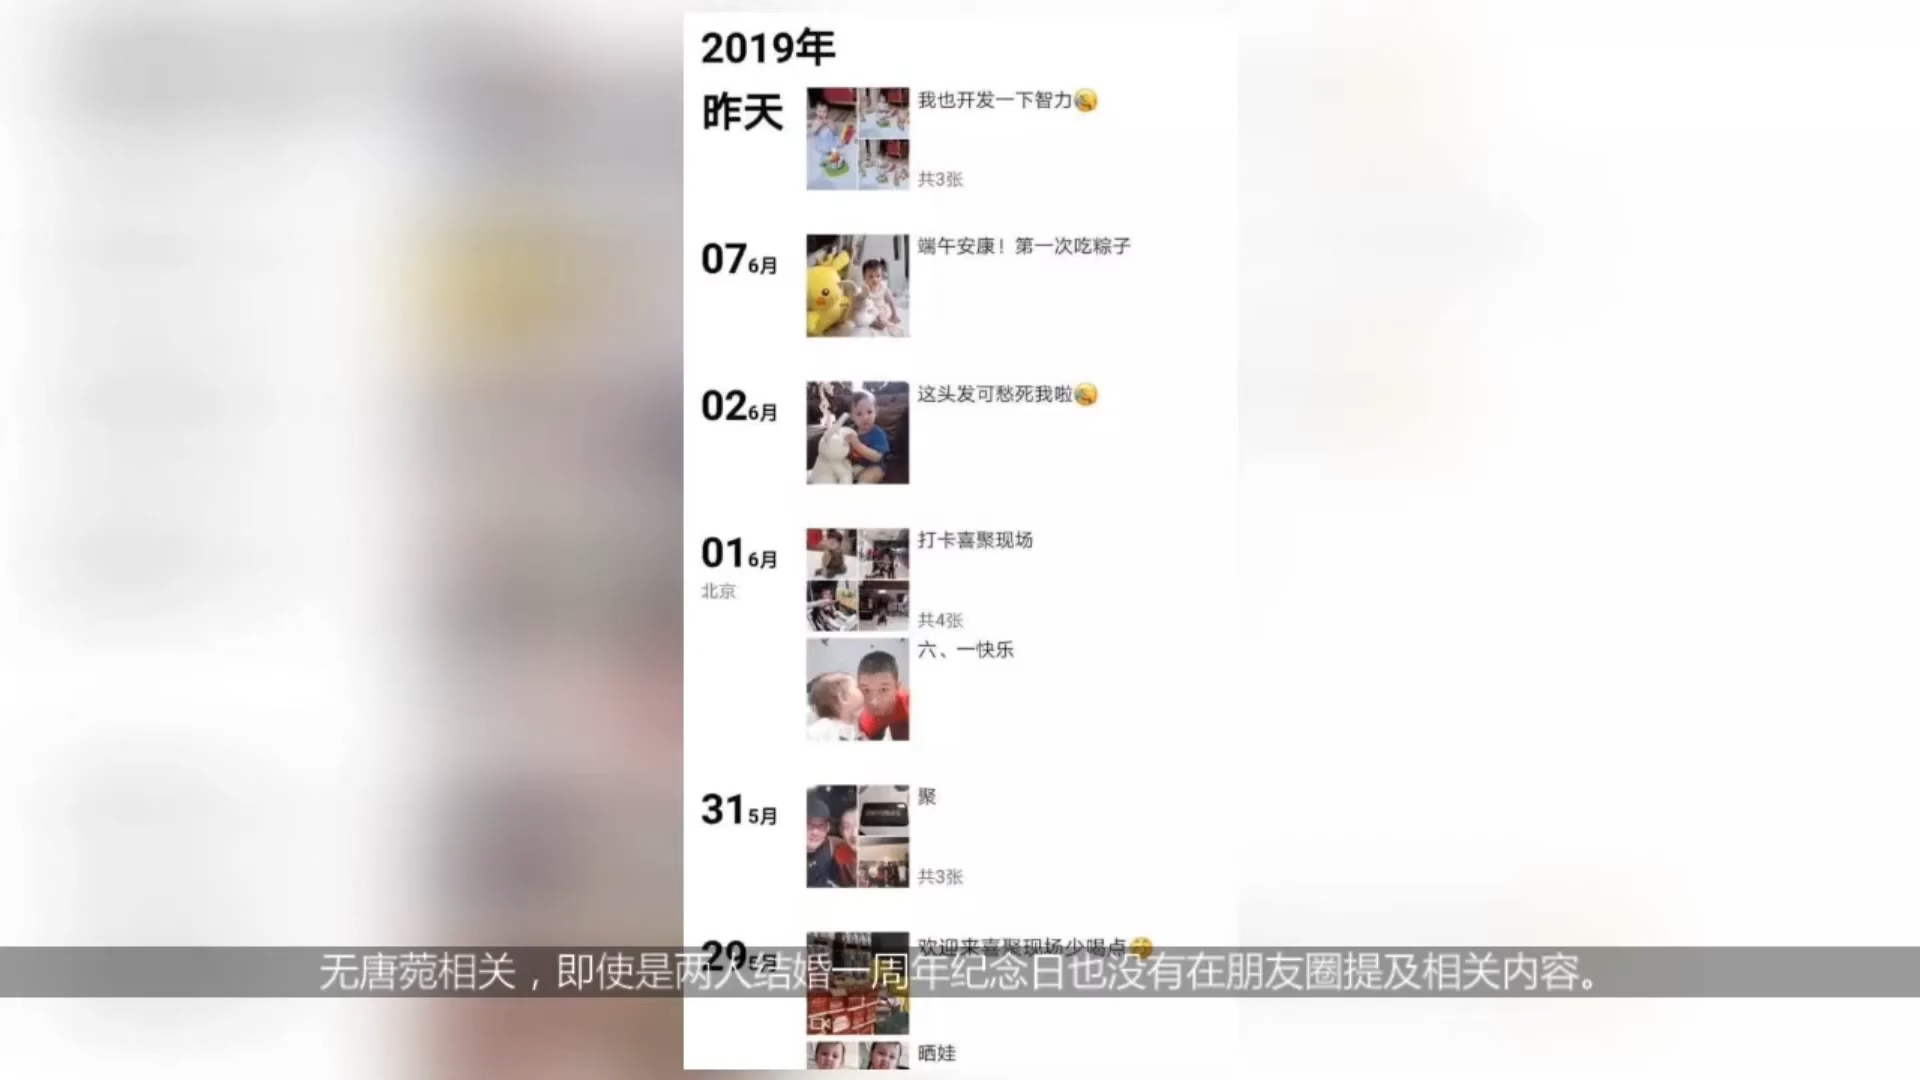 2019年
昨天
我也开发一下智力
共3张
07 6月
端午安康！第一次吃粽子
02 6月
这头发可愁死我啦
01 6月
北京
打卡喜聚现场
共4张
六、一快乐
31 5月
聚
共3张
29 5月
欢迎来喜聚现场少喝点
无唐菀相关，即使是两人结婚一周年纪念日也没有在朋友圈提及相关内容。
晒娃